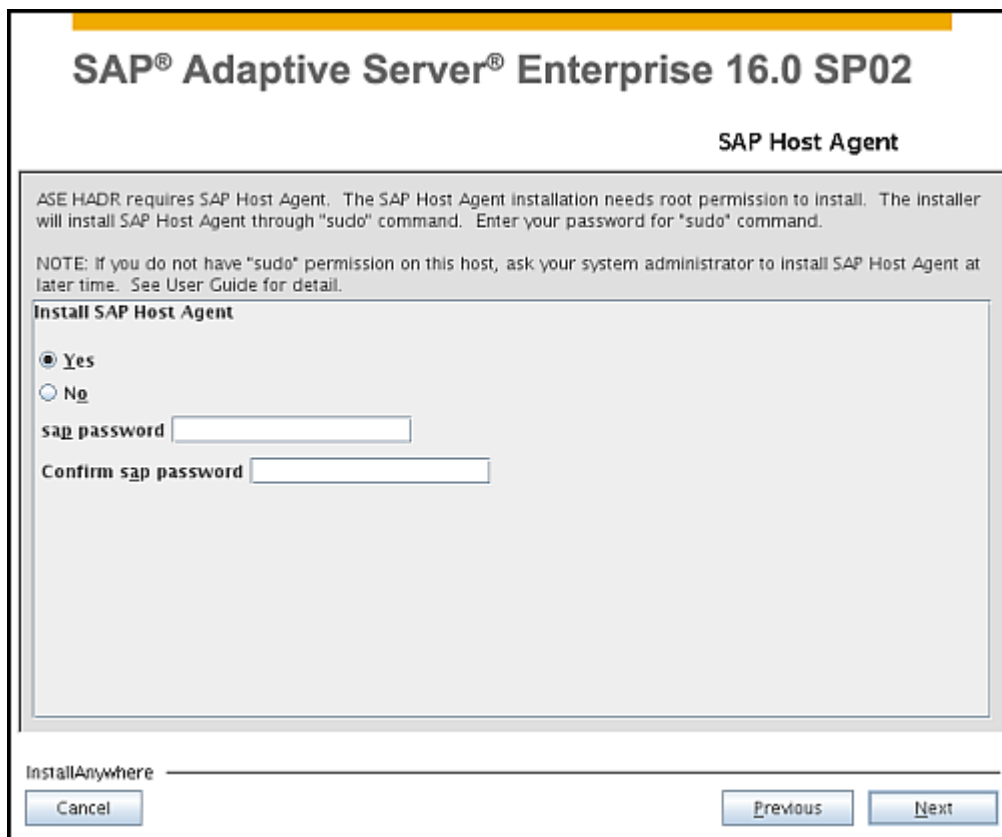 SAP® Adaptive Server® Enterprise 16.0 SP02
SAP Host Agent
ASE HADR requires SAP Host Agent. The SAP Host Agent installation needs root permission to install. The installer
will install SAP Host Agent through "sudo" command. Enter your password for "sudo" command.
NOTE: If you do not have "sudo" permission on this host, ask your system administrator to install SAP Host Agent at
later time. See User Guide for detail.
Install SAP Host Agent
Yes
No
sap password
Confirm sap password
InstallAnywhere
Cancel
Previous
Next